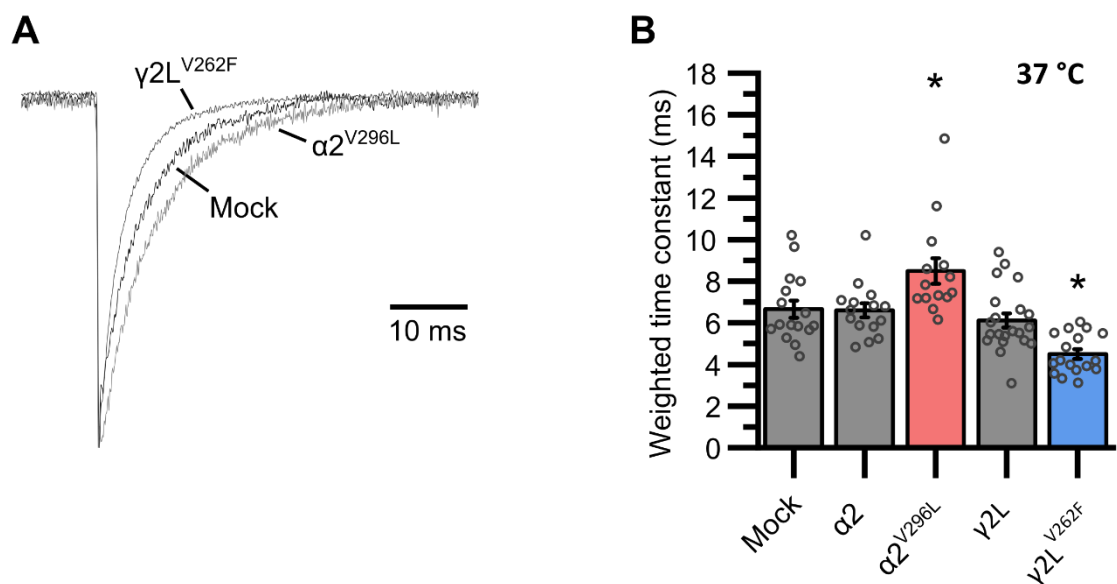 A
γ2L^V262F
α2^V296L
Mock
10 ms
B
37 °C
Weighted time constant (ms)
18
16
14
12
10
8
6
4
2
0
*
*
Mock
α2
α2^V296L
γ2L
γ2L^V262F